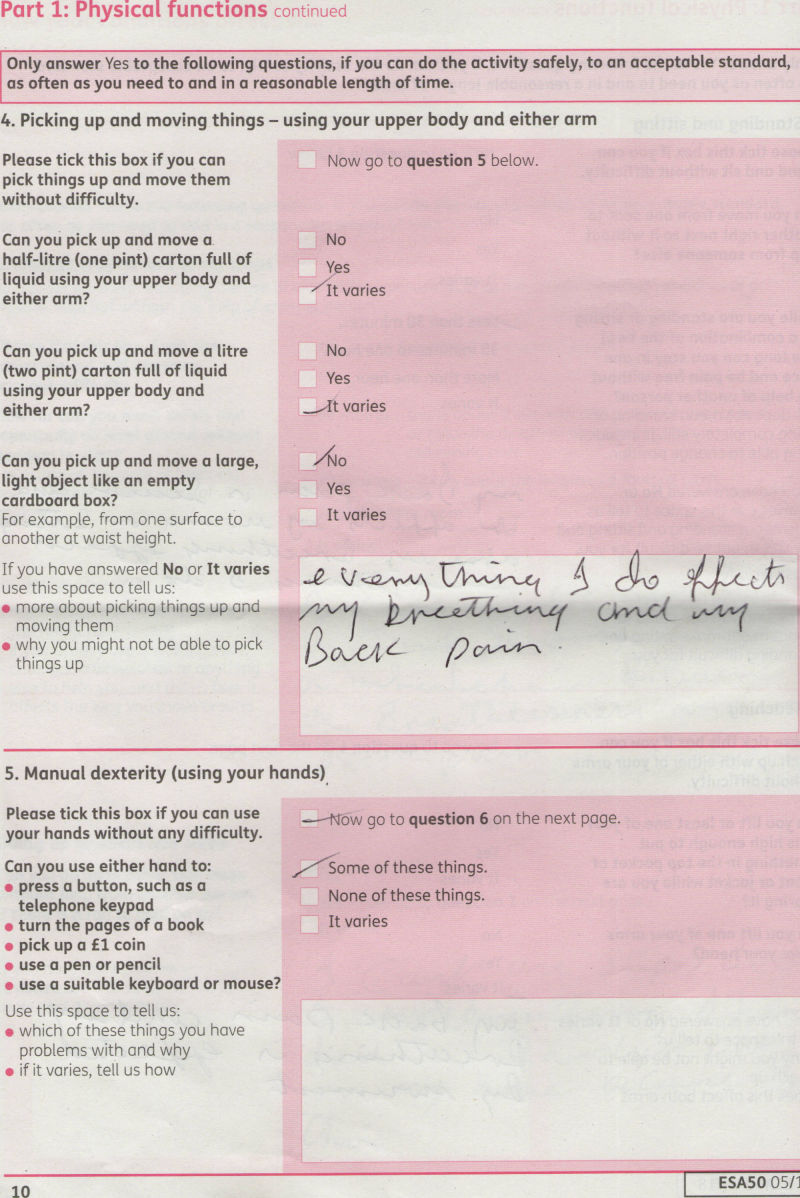 Part 1: Physical functions continued
Only answer Yes to the following questions, if you can do the activity safely, to an acceptable standard,
as often as you need to and in a reasonable length of time.
4. Picking up and moving things – using your upper body and either arm
Please tick this box if you can
pick things up and move them
without difficulty.
Now go to question 5 below.
Can you pick up and move a
half-litre (one pint) carton full of
liquid using your upper body and
either arm?
No
Yes
It varies
Can you pick up and move a litre
(two pint) carton full of liquid
using your upper body and
either arm?
No
Yes
It varies
Can you pick up and move a large,
light object like an empty
cardboard box?
For example, from one surface to
another at waist height.
No
Yes
It varies
If you have answered No or It varies
use this space to tell us:
• more about picking things up and
moving them
• why you might not be able to pick
things up
everything I do effects
my breething and my
Back pain.
5. Manual dexterity (using your hands)
Please tick this box if you can use
your hands without any difficulty.
Now go to question 6 on the next page.
Can you use either hand to:
• press a button, such as a
telephone keypad
• turn the pages of a book
• pick up a £1 coin
• use a pen or pencil
• use a suitable keyboard or mouse?
Some of these things.
None of these things.
It varies
Use this space to tell us:
• which of these things you have
problems with and why
• if it varies, tell us how
10
ESA50 05/1